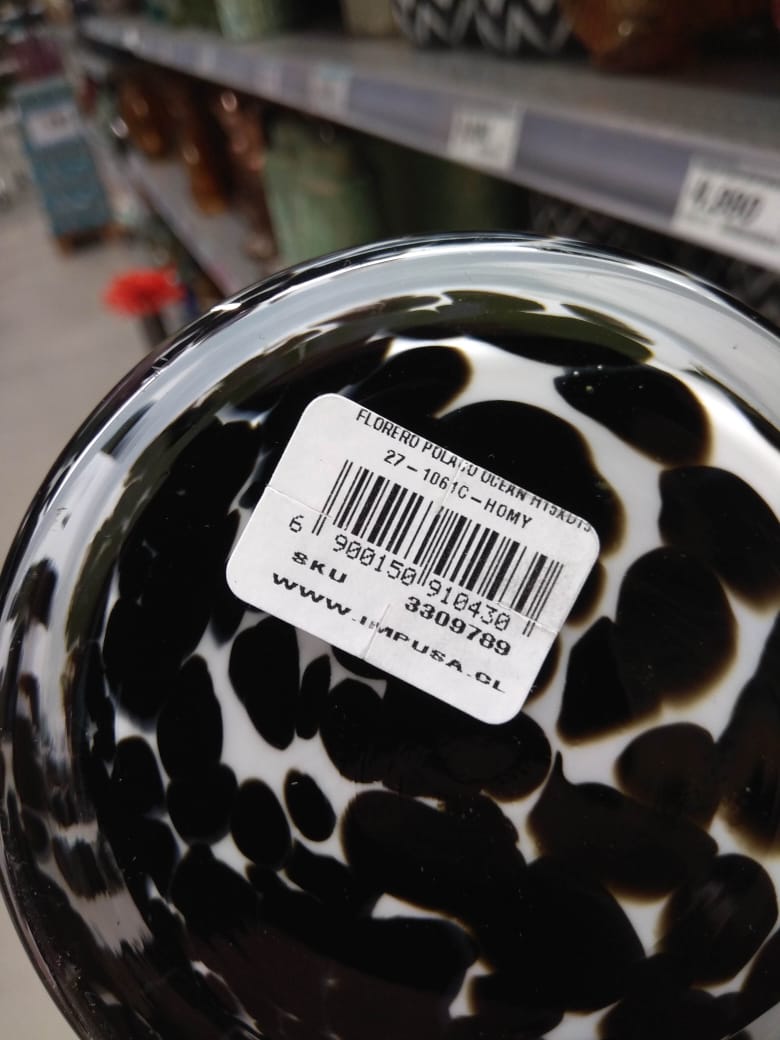 FLORERO POLACO OCEAN H15XD15
27-1061C-HOMY
6 900150 910430
SKU 3309789
WWW.IMPUSA.CL